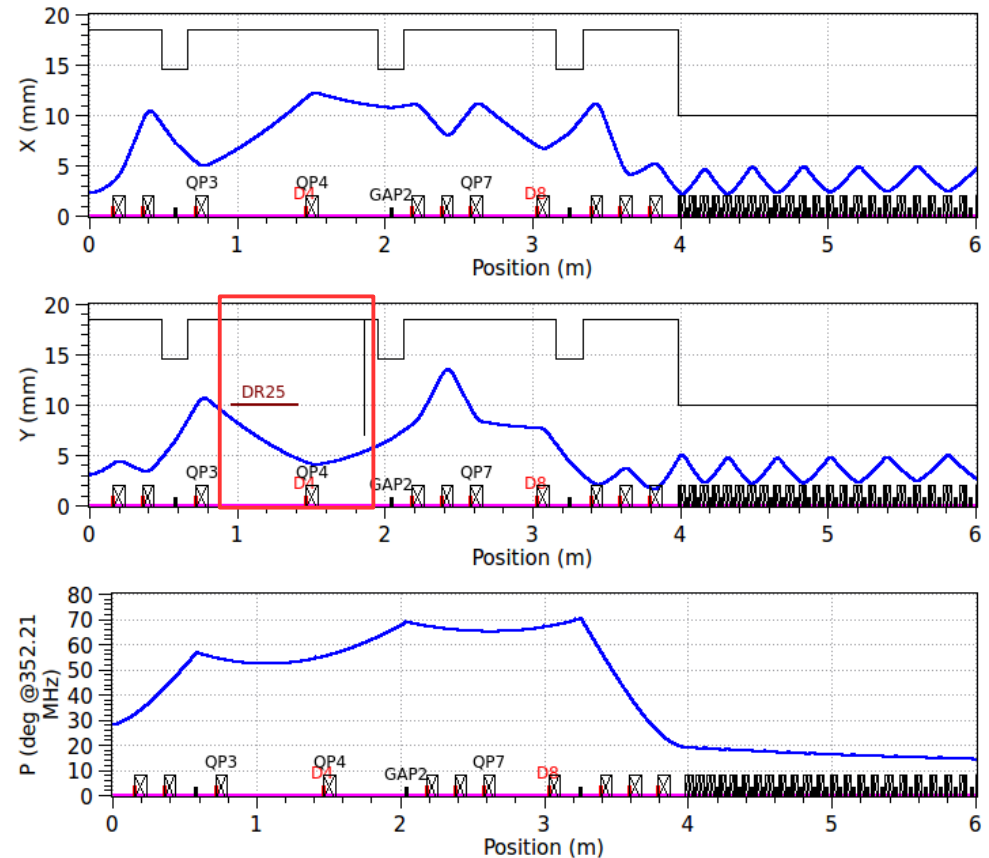 20
15
10
5
0
X (mm)
QP3
QP4
D4
GAP2
QP7
D8
0 1 2 3 4 5 6
Position (m)
20
15
10
5
0
Y (mm)
DR25
QP3
QP4
D4
GAP2
QP7
D8
0 1 2 3 4 5 6
Position (m)
80
70
60
50
40
30
20
10
0
P (deg @352.21
MHz)
QP3
QP4
D4
GAP2
QP7
D8
0 1 2 3 4 5 6
Position (m)